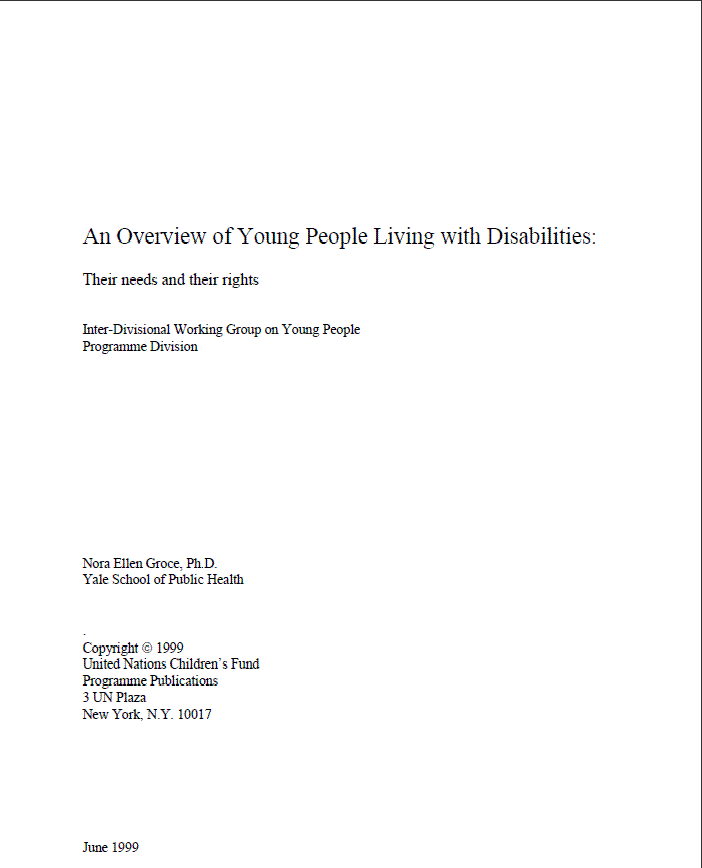 An Overview of Young People Living with Disabilities:
Their needs and their rights
Inter-Divisional Working Group on Young People
Programme Division
Nora Ellen Groce, Ph.D.
Yale School of Public Health
.
Copyright © 1999
United Nations Children's Fund
Programme Publications
3 UN Plaza
New York, N.Y. 10017
June 1999